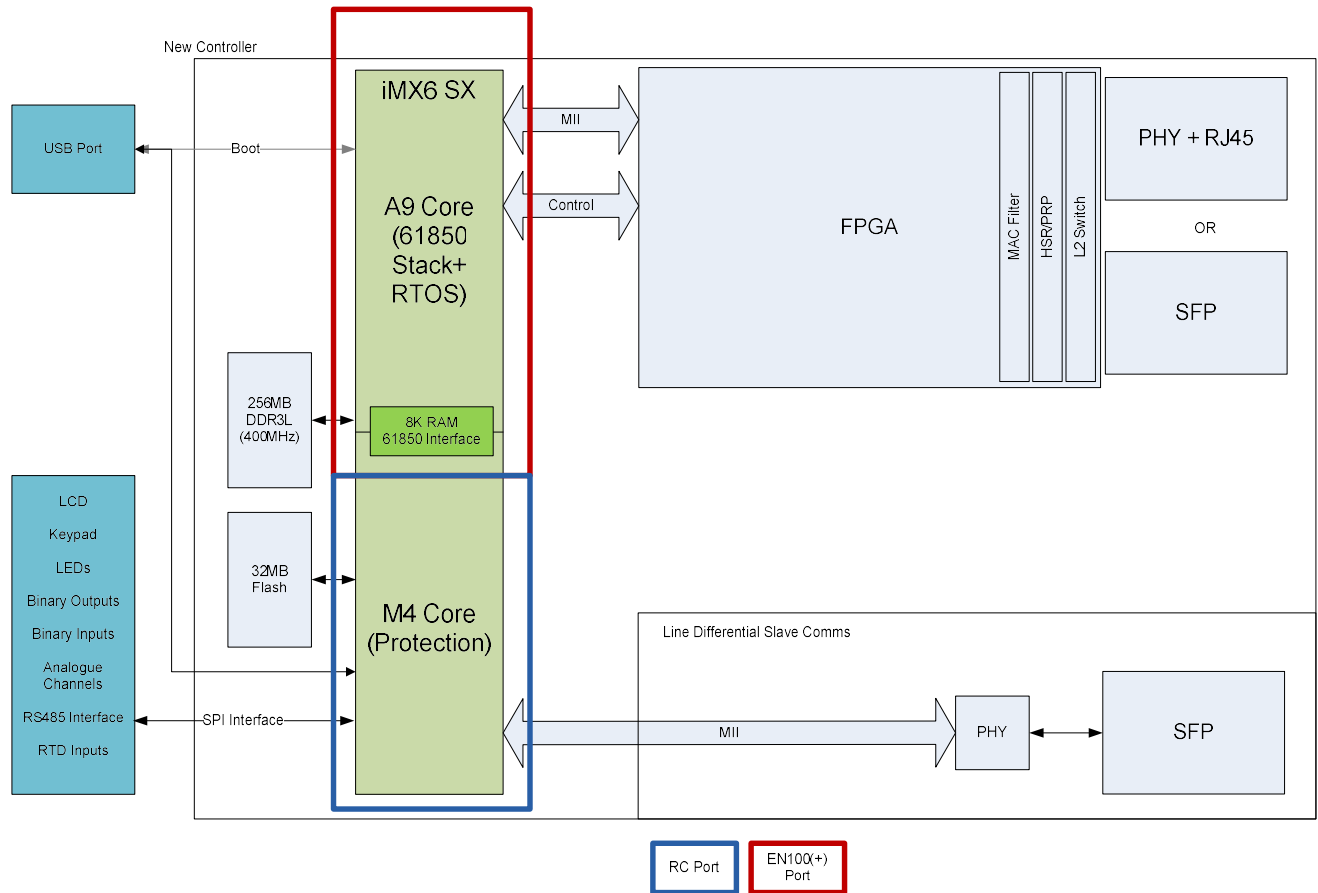 New Controller
iMX6 SX
A9 Core
(61850
Stack+
RTOS)
8K RAM
61850 Interface
M4 Core
(Protection)
USB Port
Boot
MII
Control
FPGA
MAC Filter
HSR/PRP
L2 Switch
PHY + RJ45
OR
SFP
256MB
DDR3L
(400MHz)
32MB
Flash
LCD
Keypad
LEDs
Binary Outputs
Binary Inputs
Analogue
Channels
RS485 Interface
RTD Inputs
SPI Interface
Line Differential Slave Comms
MII
PHY
SFP
RC Port
EN100(+)
Port